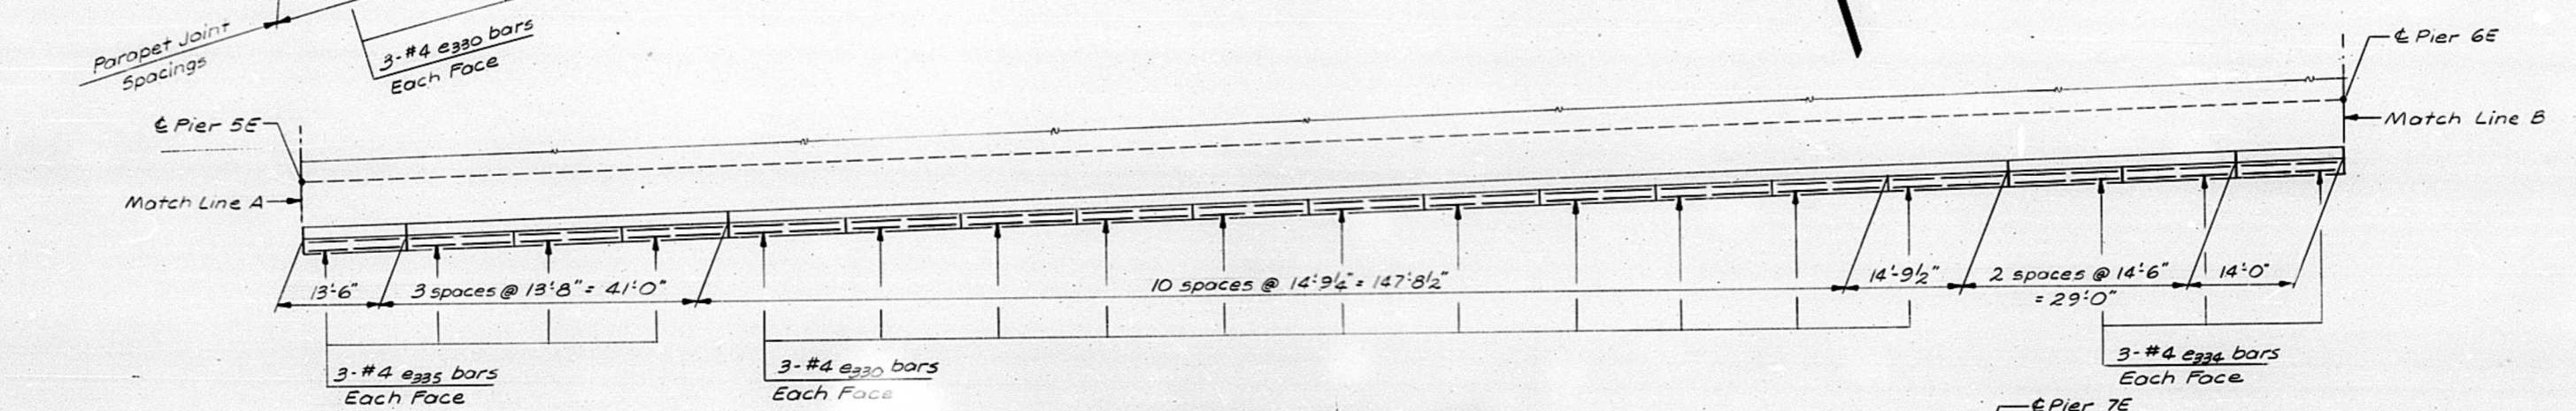 Parapet Joint
Spacings
3-#4 e330 bars
Each Face
℄ Pier 5E
Match Line A
℄ Pier 6E
Match Line B
13'-6"
3 spaces @ 13'-8" = 41'-0"
10 spaces @ 14'-9¼" = 147'-8½"
14'-9½"
2 spaces @ 14'-6"
= 29'-0"
14'-0"
3-#4 e335 bars
Each Face
3-#4 e330 bars
Each Face
3-#4 e334 bars
Each Face
℄ Pier 7E